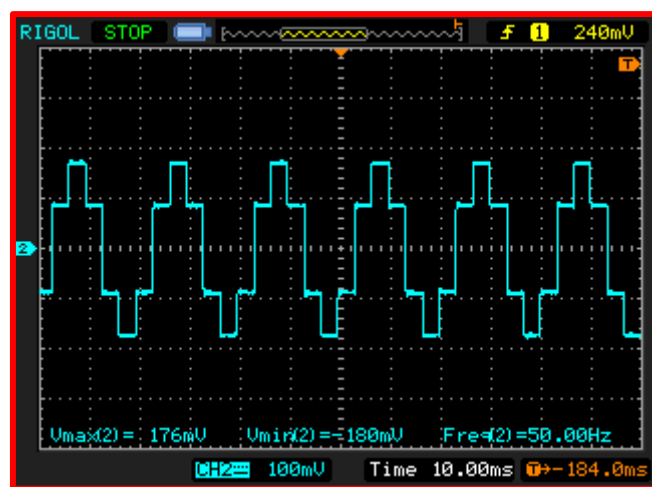 RIGOL STOP 1 240mV
T
2
Vmax(2)= 176mV Vmin(2)=-180mV Freq(2)=50.00Hz
CH2 100mV Time 10.00ms T→-184.0ms